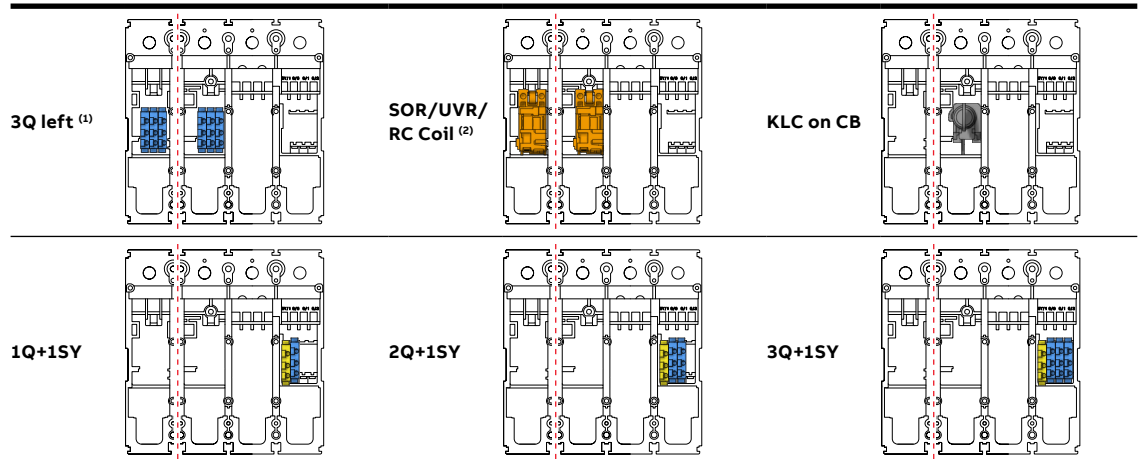 3Q left (1)
SOR/UVR/
RC Coil (2)
KLC on CB
1Q+1SY
2Q+1SY
3Q+1SY